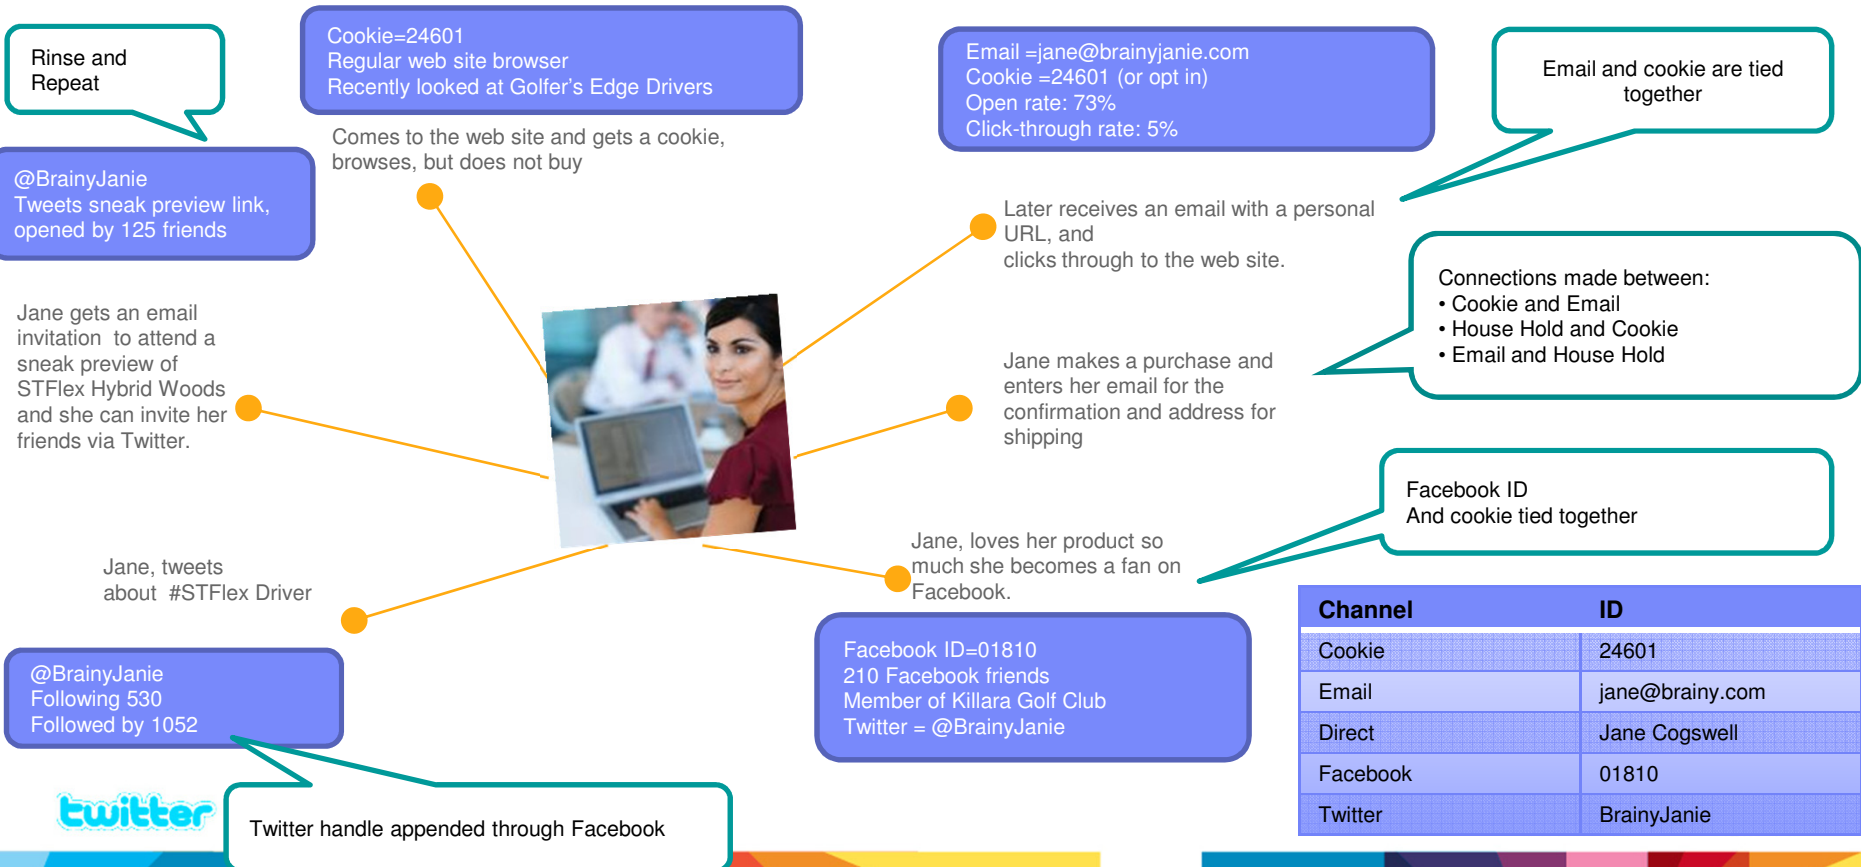 Rinse and
Repeat
Cookie=24601
Regular web site browser
Recently looked at Golfer's Edge Drivers
Email =jane@brainyjanie.com
Cookie =24601 (or opt in)
Open rate: 73%
Click-through rate: 5%
Email and cookie are tied
together
Comes to the web site and gets a cookie,
browses, but does not buy
@BrainyJanie
Tweets sneak preview link,
opened by 125 friends
Later receives an email with a personal
URL, and
clicks through to the web site.
Connections made between:
• Cookie and Email
• House Hold and Cookie
• Email and House Hold
Jane gets an email
invitation  to attend a
sneak preview of
STFlex Hybrid Woods
and she can invite her
friends via Twitter.
Jane makes a purchase and
enters her email for the
confirmation and address for
shipping
Facebook ID
And cookie tied together
Jane, loves her product so
much she becomes a fan on
Facebook.
Jane, tweets
about  #STFlex Driver
Facebook ID=01810
210 Facebook friends
Member of Killara Golf Club
Twitter = @BrainyJanie
@BrainyJanie
Following 530
Followed by 1052
Channel ID
Cookie 24601
Email jane@brainy.com
Direct Jane Cogswell
Facebook 01810
Twitter BrainyJanie
twitter
Twitter handle appended through Facebook